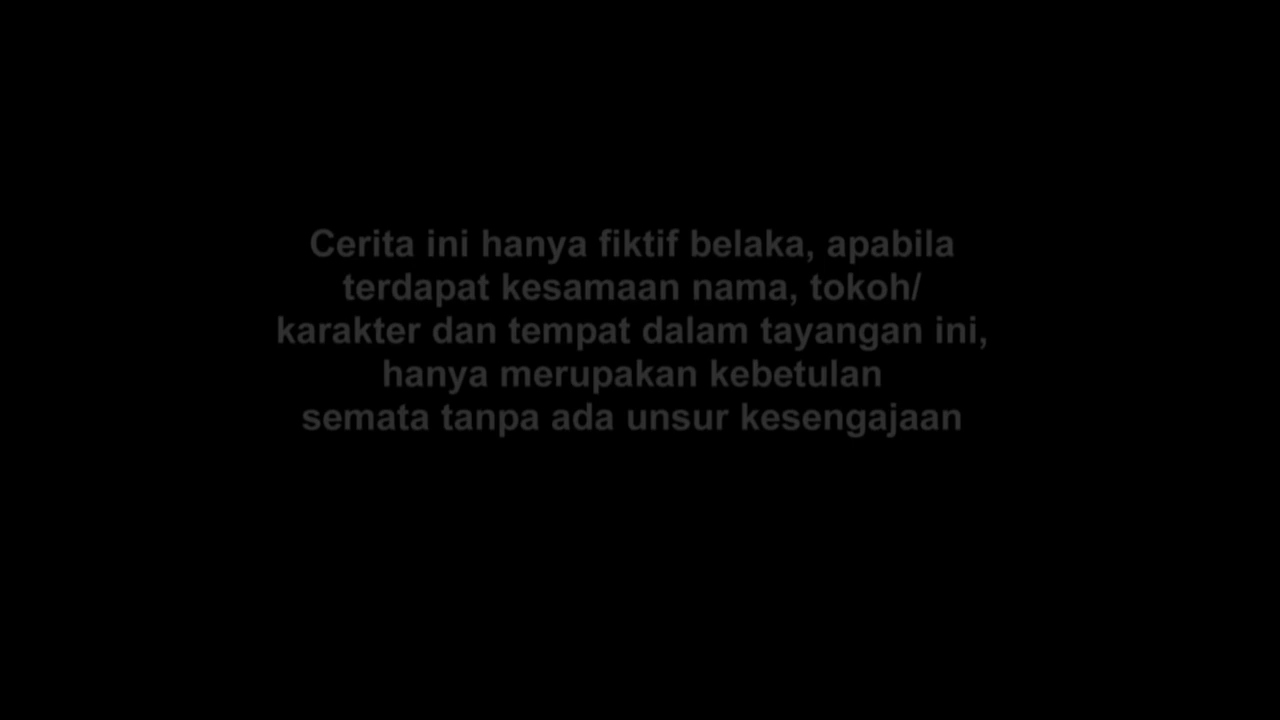 Cerita ini hanya fiktif belaka, apabila
terdapat kesamaan nama, tokoh/
karakter dan tempat dalam tayangan ini,
hanya merupakan kebetulan
semata tanpa ada unsur kesengajaan